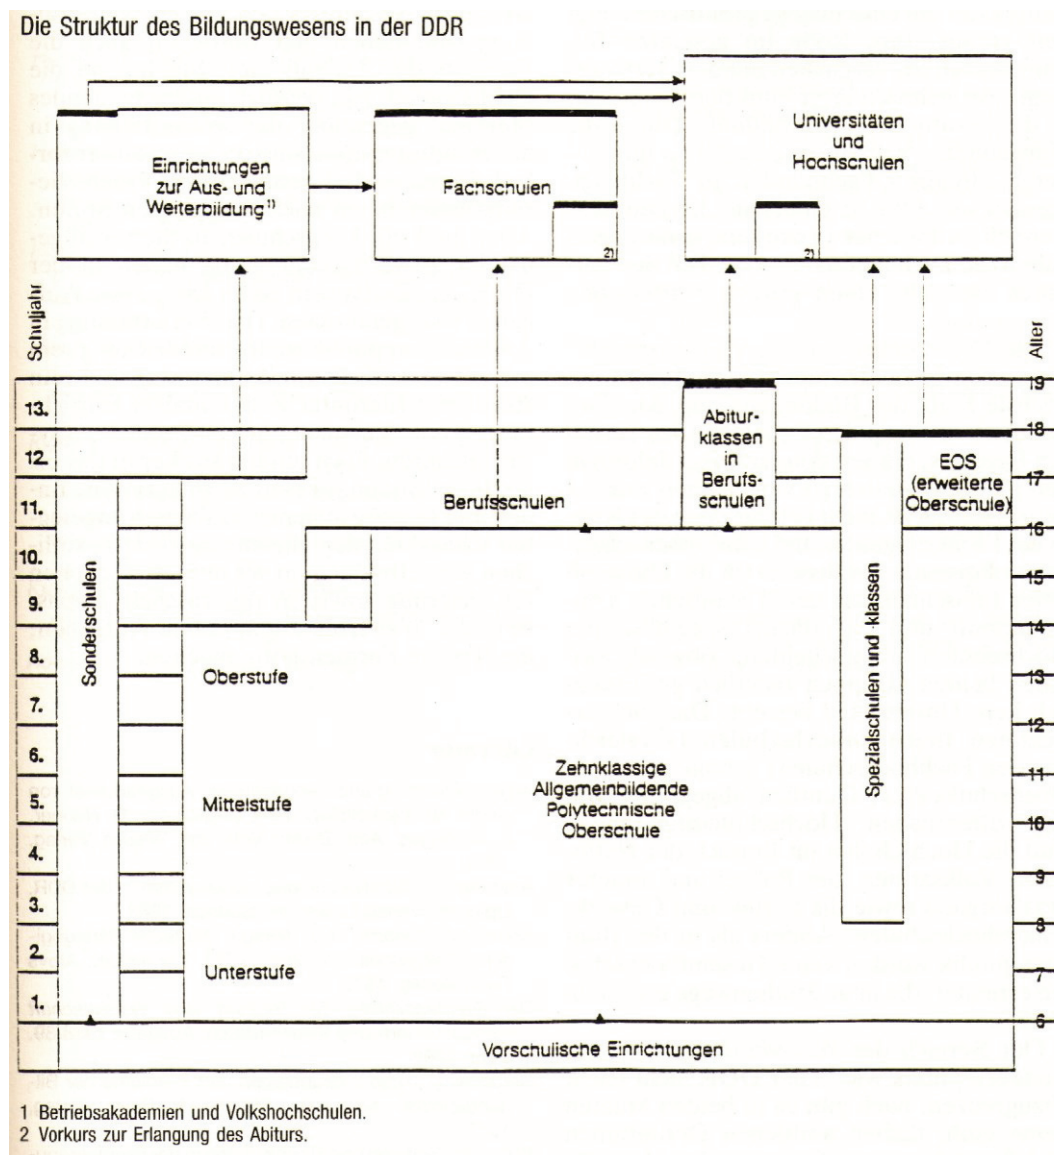 Die Struktur des Bildungswesens in der DDR
Einrichtungen
zur Aus- und
Weiterbildung1)
Fachschulen
2)
Universitäten
und
Hochschulen
2)
Schuljahr
Alter
13.
12.
11.
10.
9.
8.
7.
6.
5.
4.
3.
2.
1.
19
18
17
16
15
14
13
12
11
10
9
8
7
6
Sonderschulen
Berufsschulen
Abitur-
klassen
in
Berufs-
schulen
EOS
(erweiterte
Oberschule)
Spezialschulen und -klassen
Oberstufe
Mittelstufe
Unterstufe
Zehnklassige
Allgemeinbildende
Polytechnische
Oberschule
Vorschulische Einrichtungen
1 Betriebsakademien und Volkshochschulen.
2 Vorkurs zur Erlangung des Abiturs.